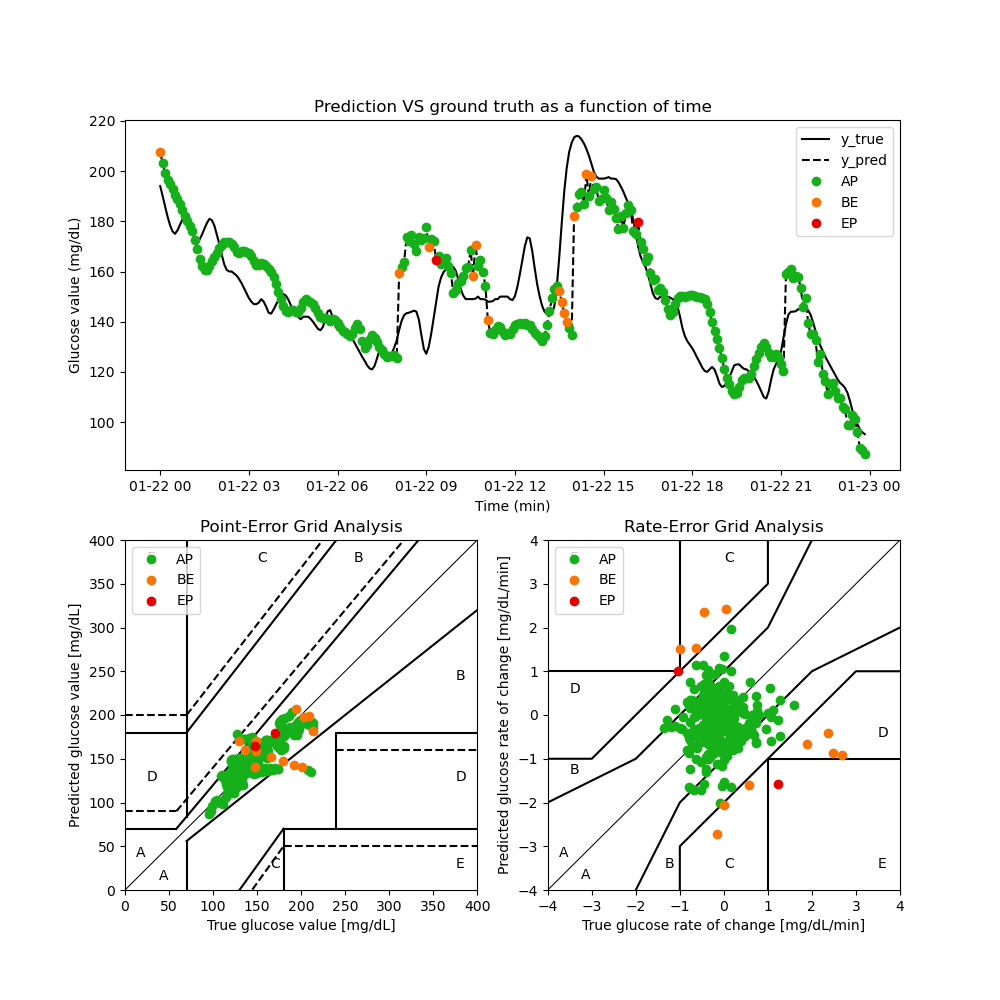 Prediction VS ground truth as a function of time
Glucose value (mg/dL)
220
200
180
160
140
120
100
y_true
y_pred
AP
BE
EP
01-22 00 01-22 03 01-22 06 01-22 09 01-22 12 01-22 15 01-22 18 01-22 21 01-23 00
Time (min)
Point-Error Grid Analysis
Predicted glucose value [mg/dL]
400
350
300
250
200
150
100
50
0
AP
BE
EP
C
B
B
D
D
A
A
C
E
0 50 100 150 200 250 300 350 400
True glucose value [mg/dL]
Rate-Error Grid Analysis
Predicted glucose rate of change [mg/dL/min]
4
3
2
1
0
−1
−2
−3
−4
AP
BE
EP
C
D
D
B
A
A
B
C
E
−4 −3 −2 −1 0 1 2 3 4
True glucose rate of change [mg/dL/min]